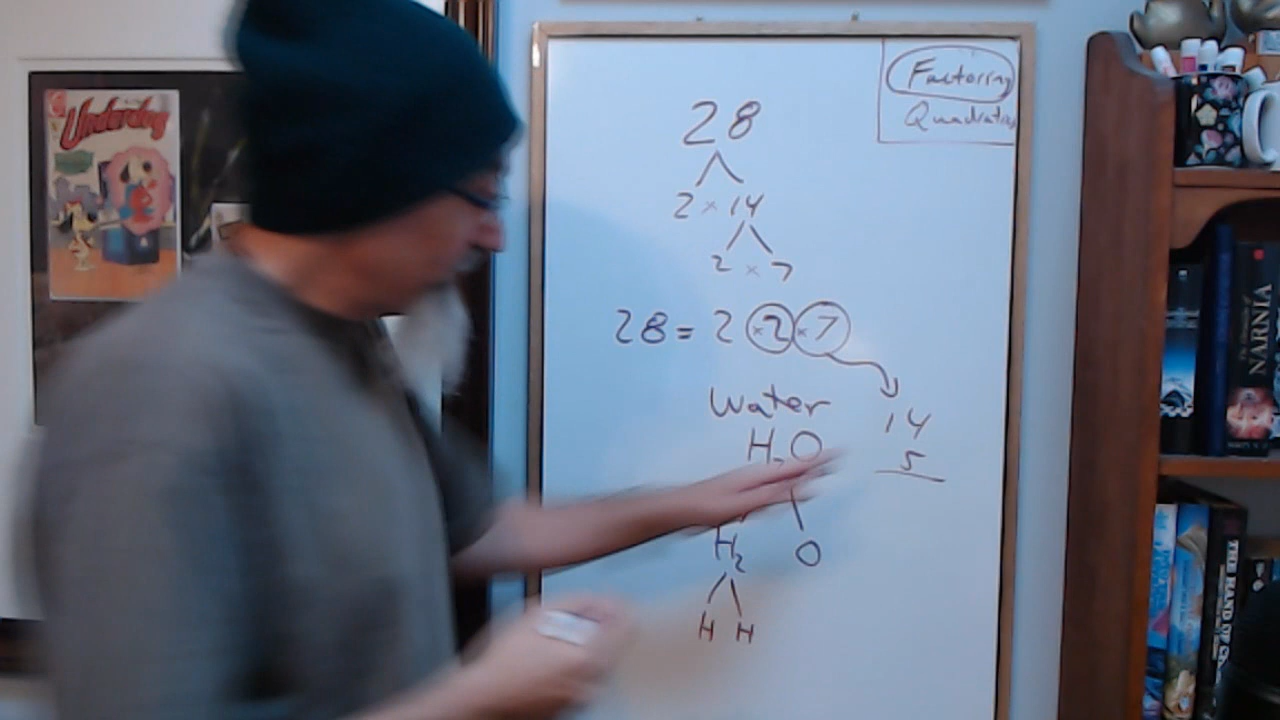 Underdog
Factoring
Quadratics
28
2 × 14
2 × 7
28 = 2 × 2 × 7
Water
H₂O
14
5
H₂
O
H H
NARNIA